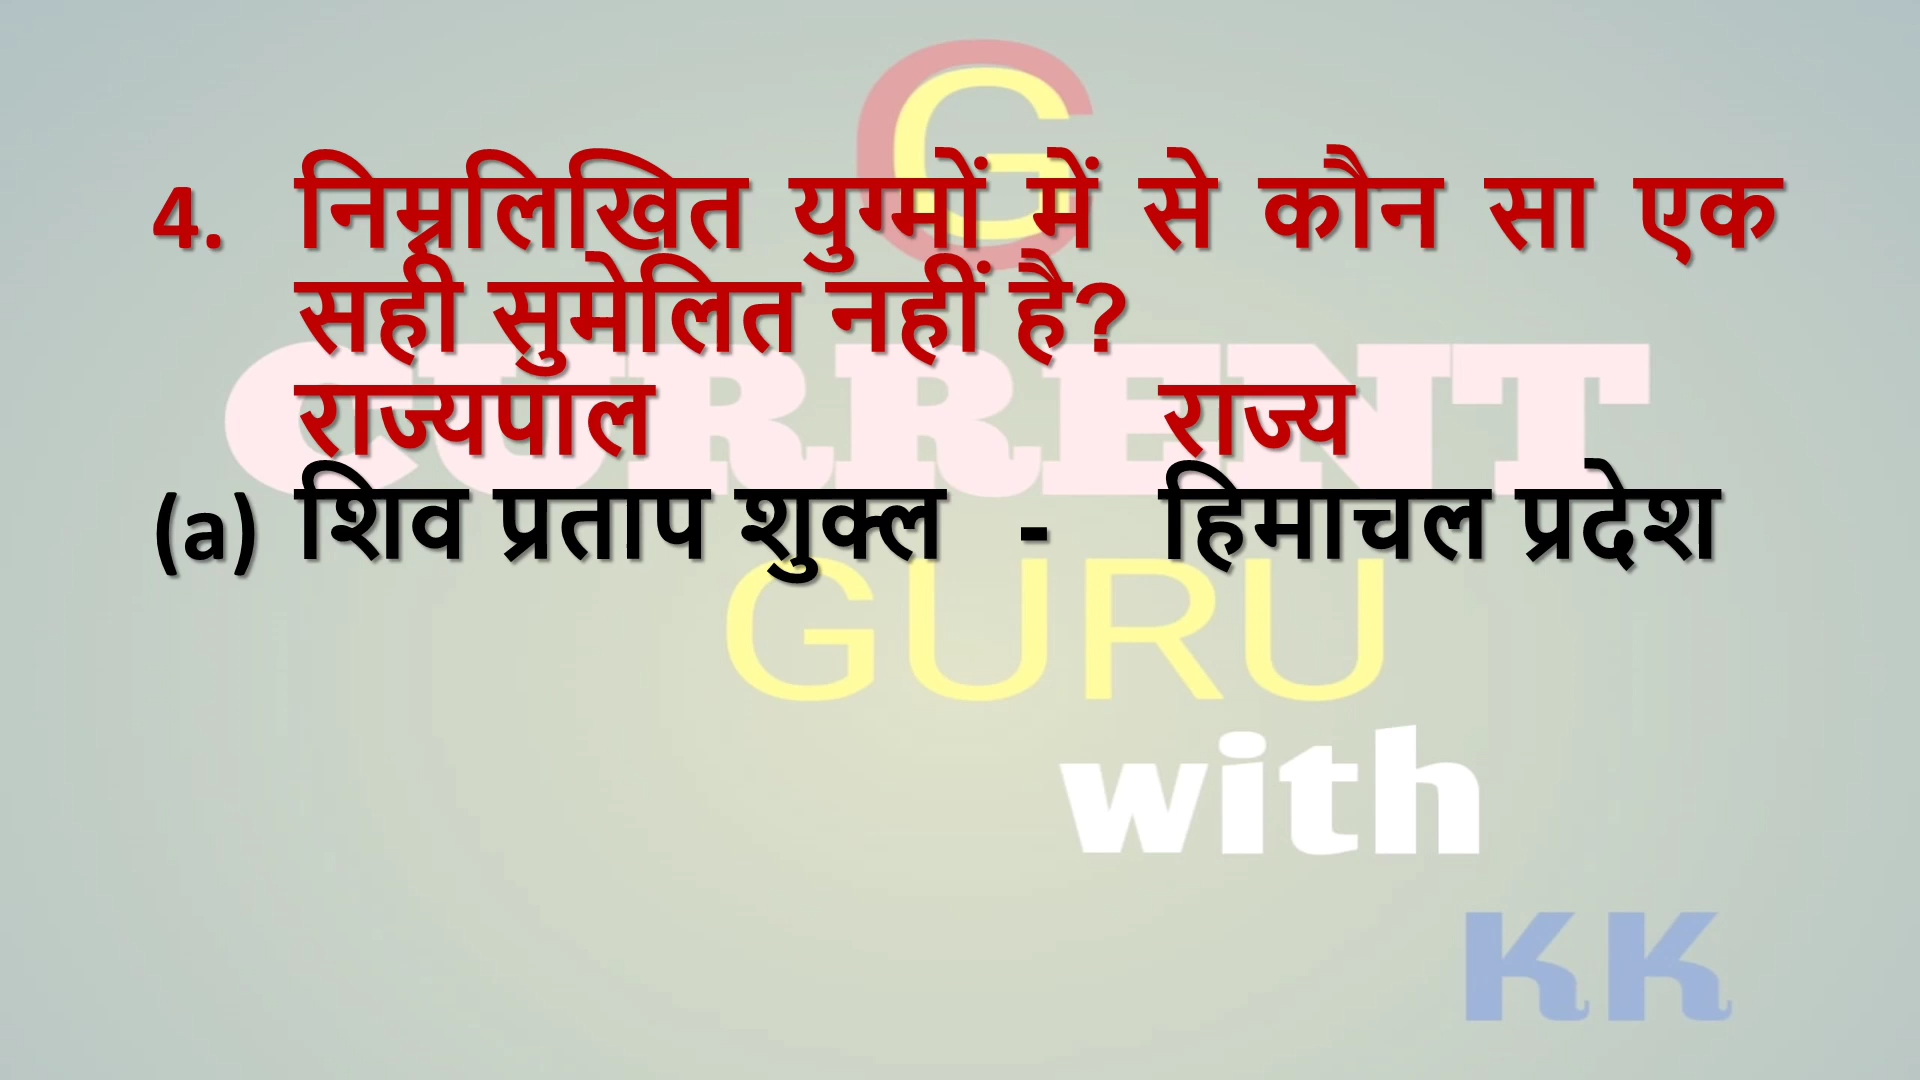 G
4. निम्नलिखित युग्मों में से कौन सा एक
सही सुमेलित नहीं है?
CURRENT
राज्यपाल राज्य
(a) शिव प्रताप शुक्ल - हिमाचल प्रदेश
GURU
with
KK